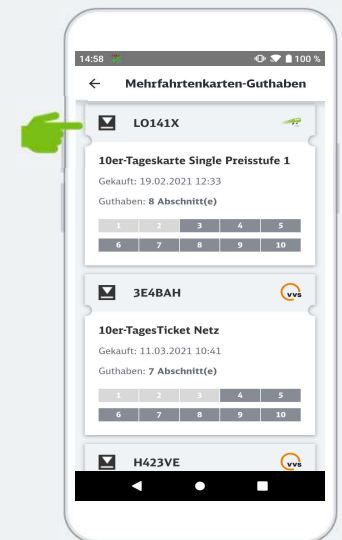 14:58 100 %
Mehrfahrtenkarten-Guthaben
LO141X
10er-Tageskarte Single Preisstufe 1
Gekauft: 19.02.2021 12:33
Guthaben: 8 Abschnitt(e)
1 2 3 4 5
6 7 8 9 10
3E4BAH VVS
10er-TagesTicket Netz
Gekauft: 11.03.2021 10:41
Guthaben: 7 Abschnitt(e)
1 2 3 4 5
6 7 8 9 10
H423VE VVS